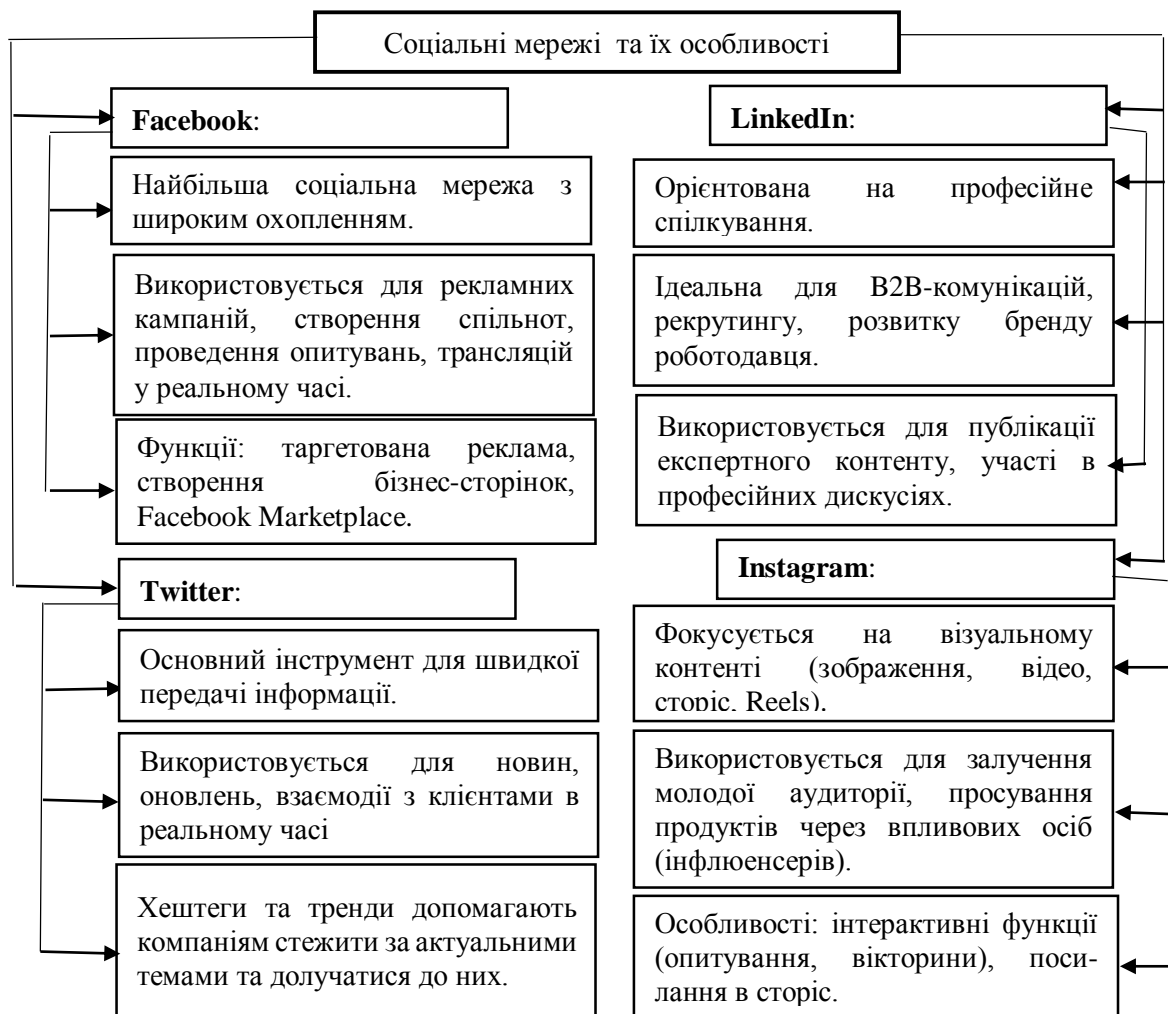 Соціальні мережі та їх особливості
Facebook:
Найбільша соціальна мережа з
широким охопленням.
Використовується для рекламних
кампаній, створення спільнот,
проведення опитувань, трансляцій
у реальному часі.
Функції: таргетована реклама,
створення бізнес-сторінок,
Facebook Marketplace.
Twitter:
Основний інструмент для швидкої
передачі інформації.
Використовується для новин,
оновлень, взаємодії з клієнтами в
реальному часі
Хештеги та тренди допомагають
компаніям стежити за актуальними
темами та долучатися до них.
LinkedIn:
Орієнтована на професійне
спілкування.
Ідеальна для B2B-комунікацій,
рекрутингу, розвитку бренду
роботодавця.
Використовується для публікації
експертного контенту, участі в
професійних дискусіях.
Instagram:
Фокусується на візуальному
контенті (зображення, відео,
сторіс, Reels).
Використовується для залучення
молодої аудиторії, просування
продуктів через впливових осіб
(інфлюенсерів).
Особливості: інтерактивні функції
(опитування, вікторини), поси-
лання в сторіс.